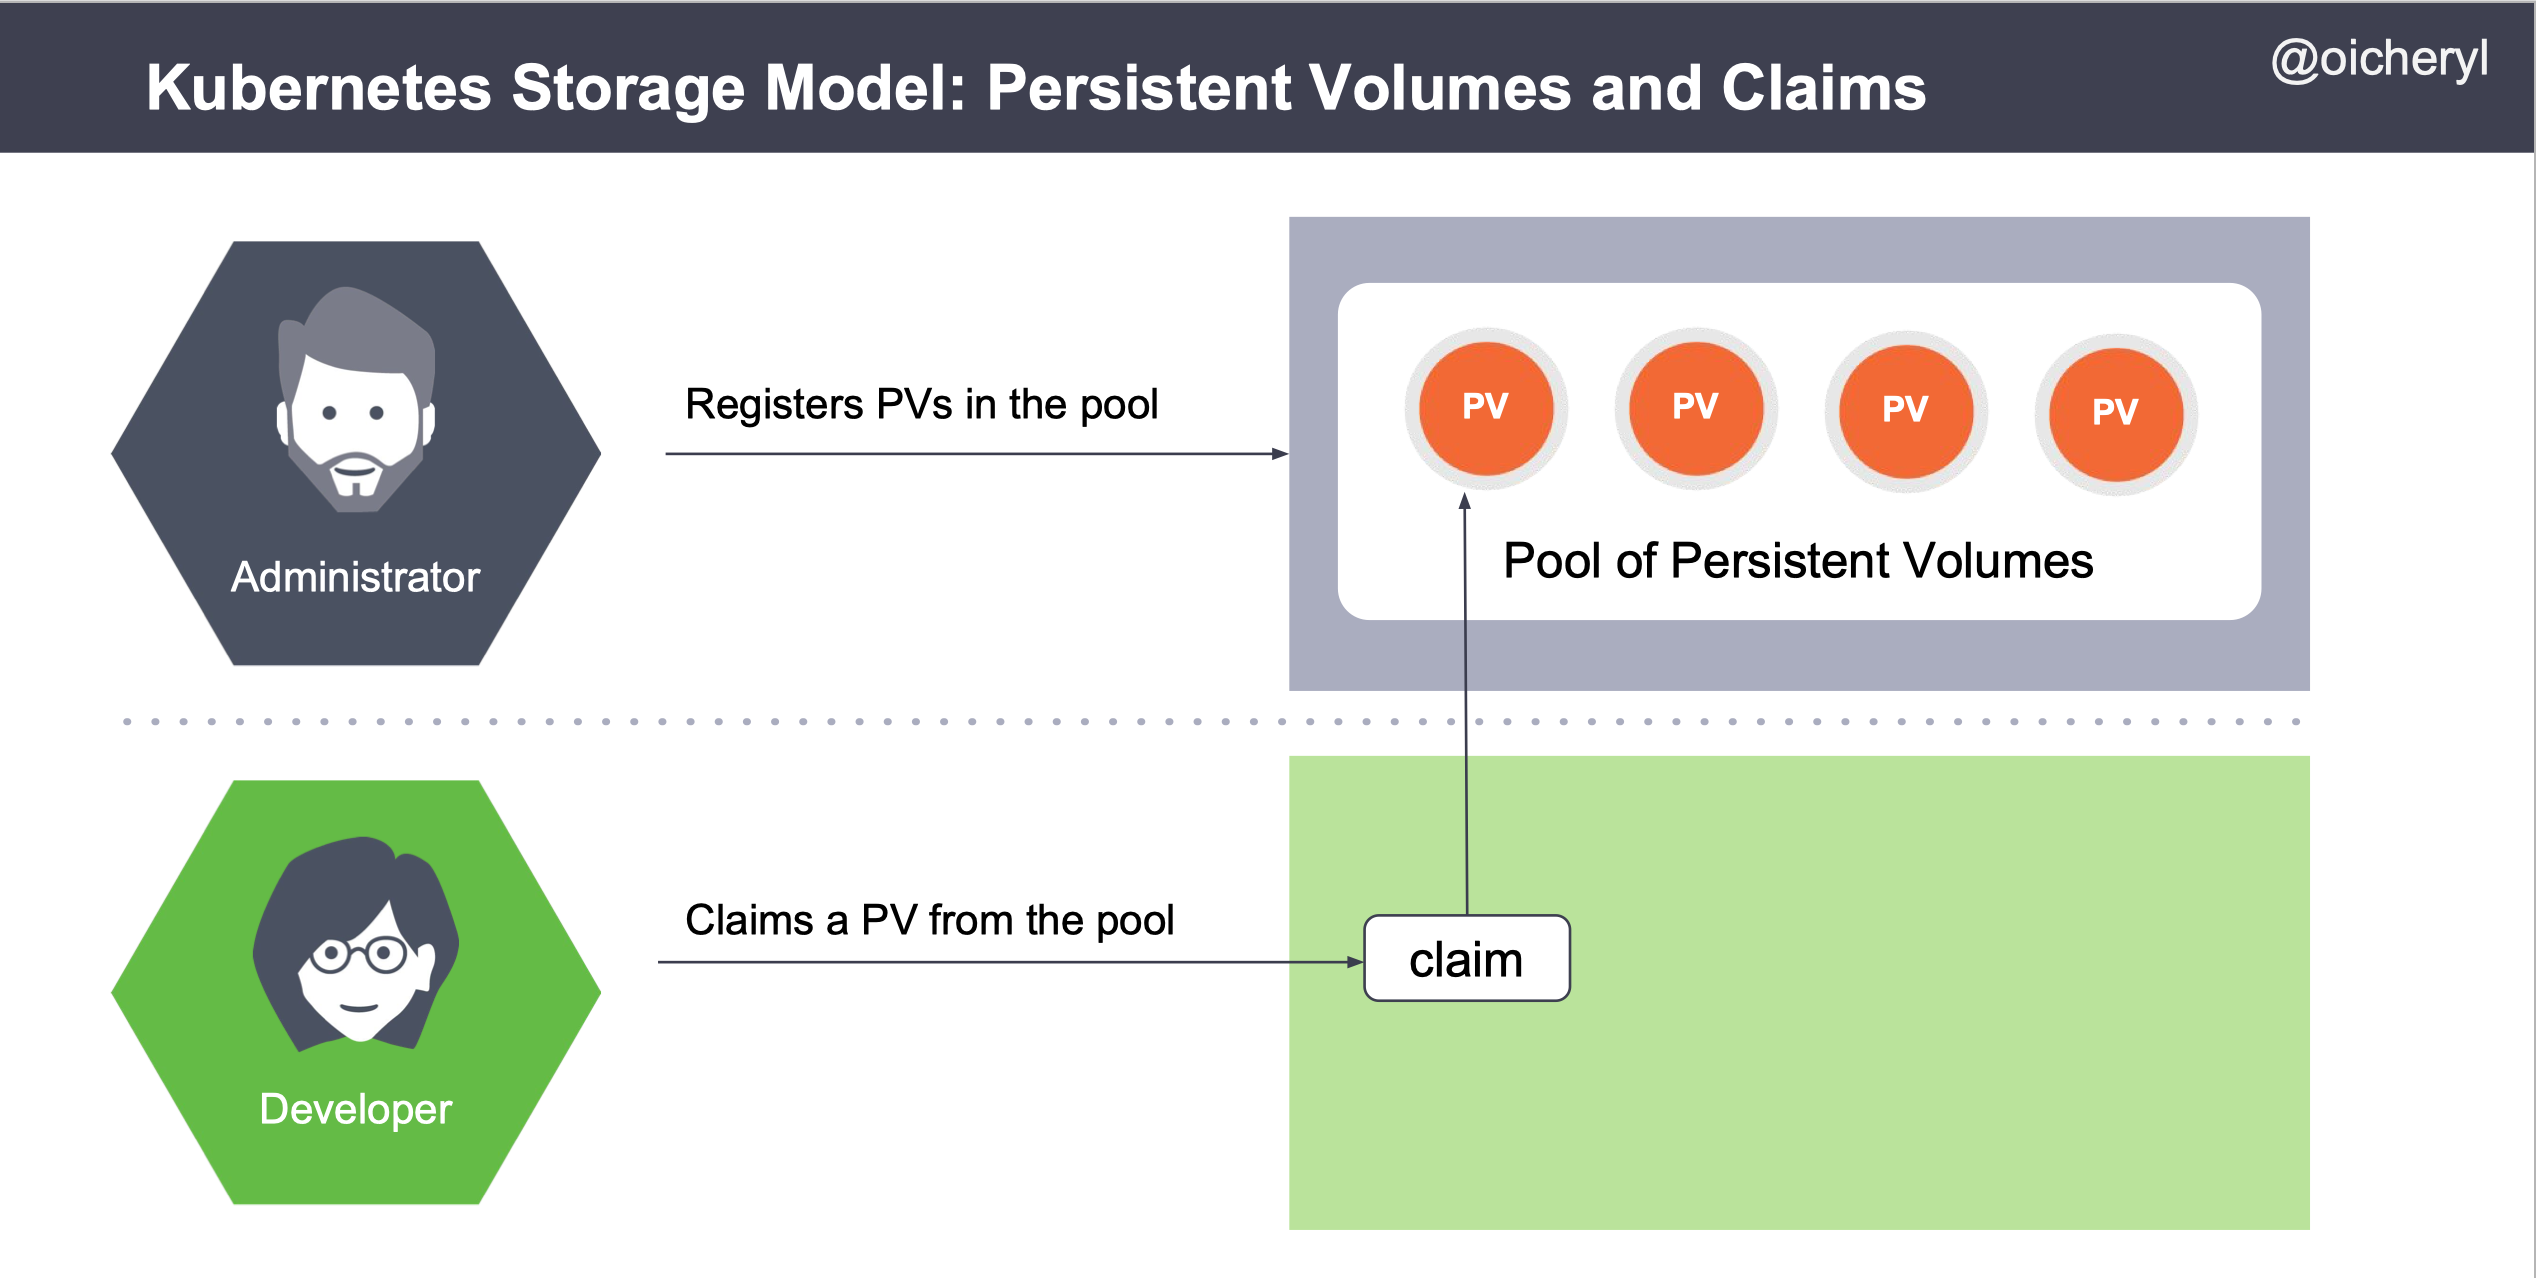 Kubernetes Storage Model: Persistent Volumes and Claims
@oicheryl
Administrator
Registers PVs in the pool
PV
PV
PV
PV
Pool of Persistent Volumes
Developer
Claims a PV from the pool
claim